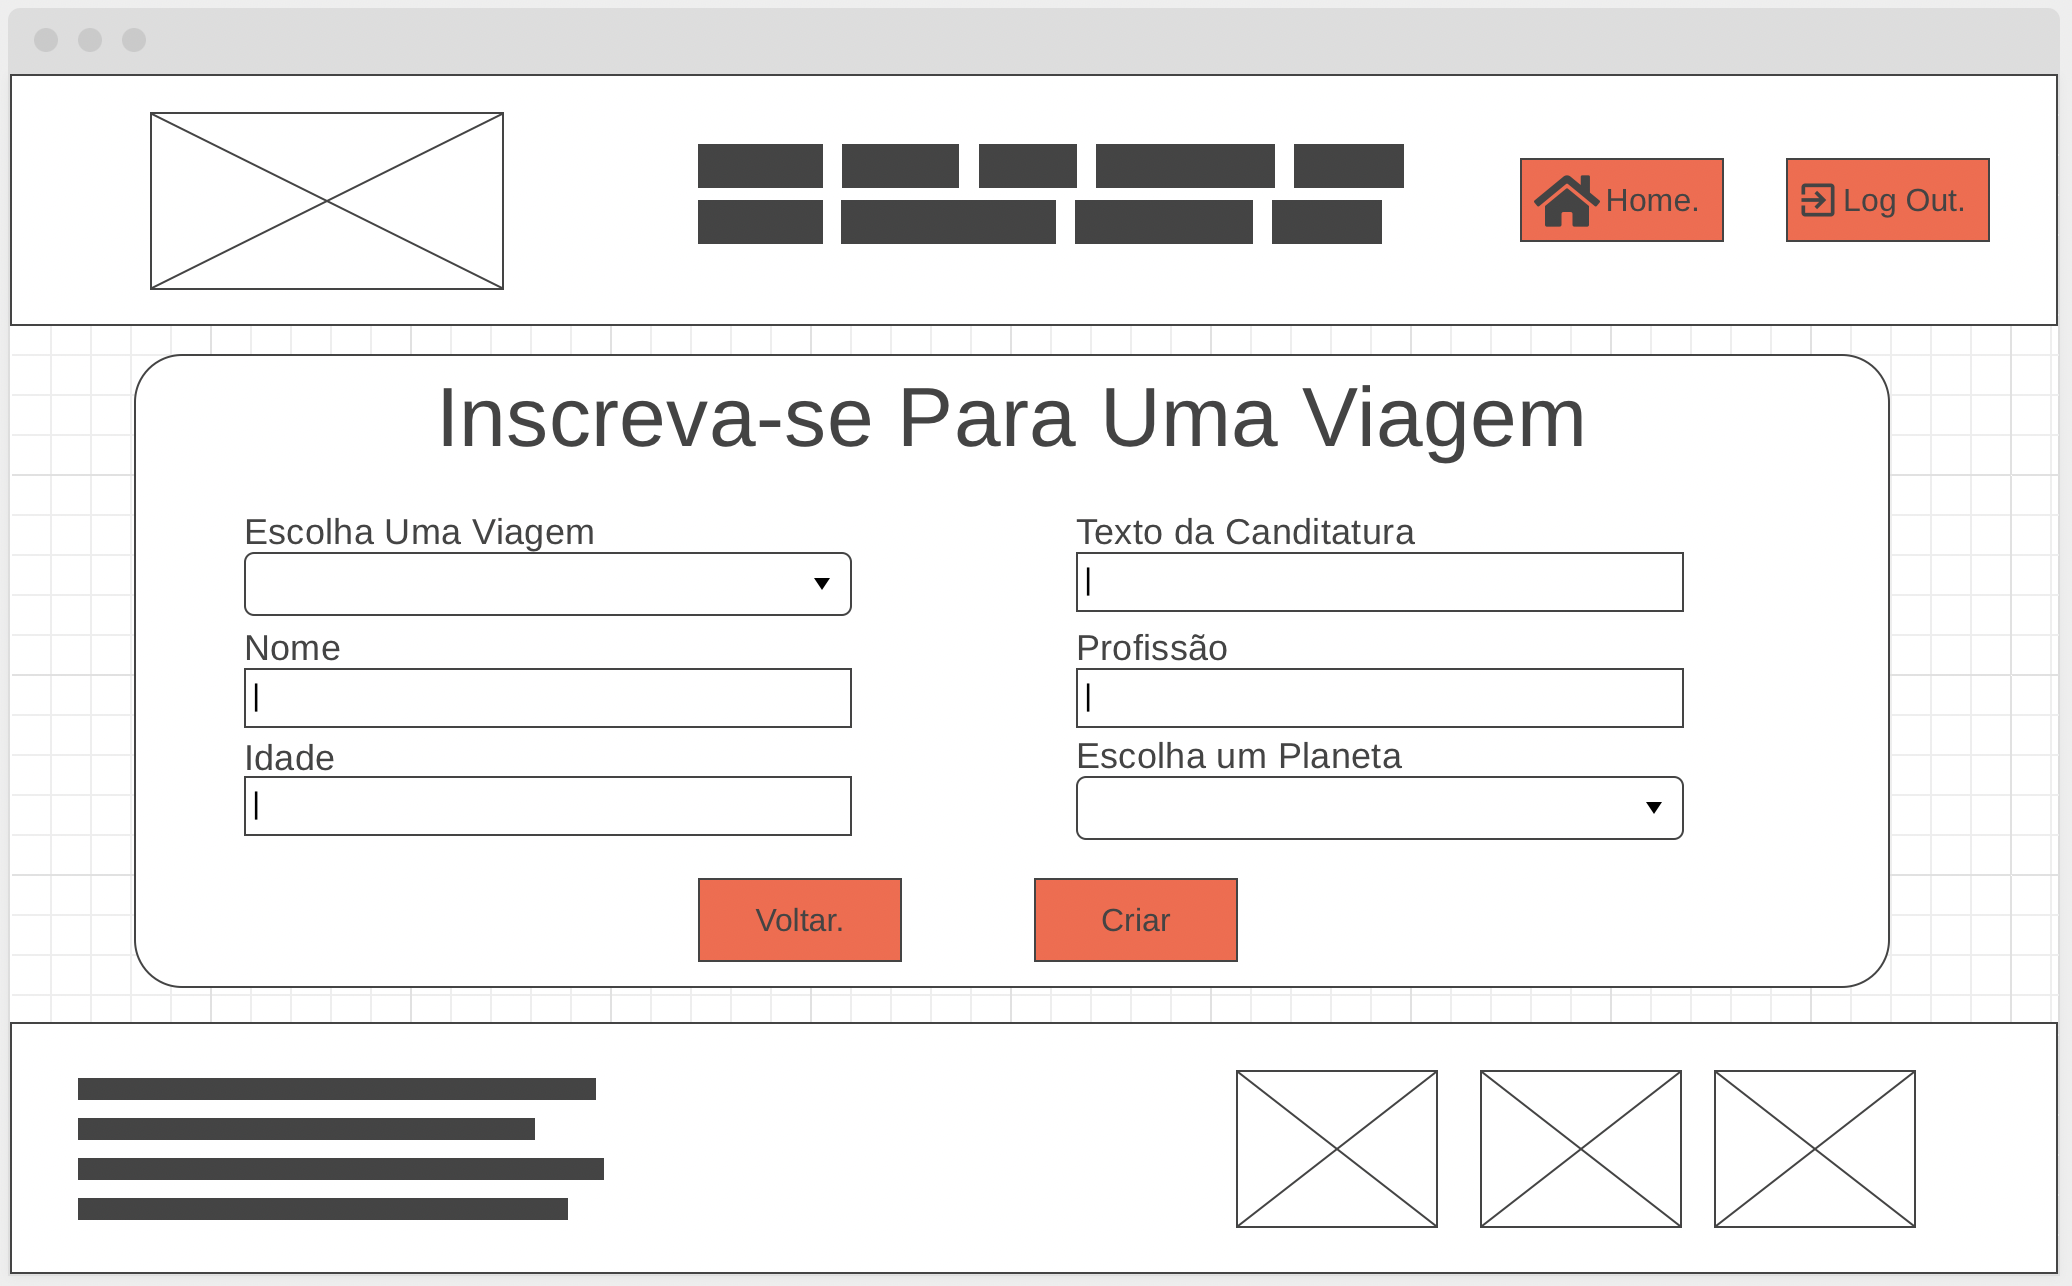 Home.
Log Out.
Inscreva-se Para Uma Viagem
Escolha Uma Viagem
Texto da Canditatura
Nome
Profissão
Idade
Escolha um Planeta
Voltar.
Criar